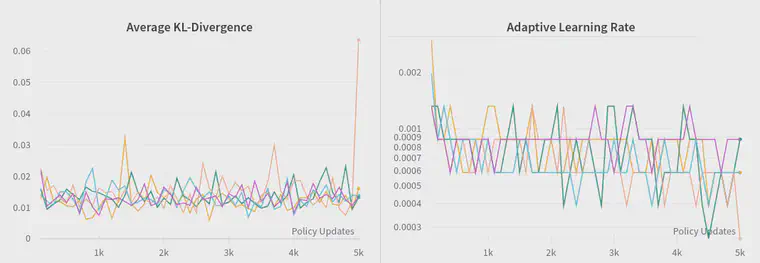 Average KL-Divergence
0.06
0.05
0.04
0.03
0.02
0.01
0
Policy Updates
1k
2k
3k
4k
5k
Adaptive Learning Rate
0.002
0.001
0.0009
0.0008
0.0007
0.0006
0.0005
0.0004
0.0003
Policy Updates
1k
2k
3k
4k
5k